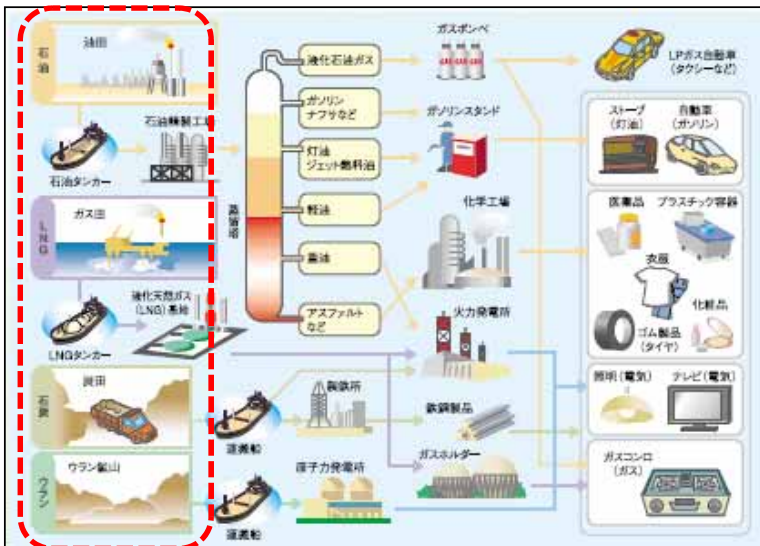 石油
油田
石油タンカー
石油精製工場
LNG
ガス田
LNGタンカー
液化天然ガス
(LNG)基地
石炭
炭田
運搬船
ウラン
ウラン鉱山
運搬船
蒸留塔
液化石油ガス
ガソリン
ナフサなど
灯油
ジェット燃料油
軽油
重油
アスファルト
など
ガスボンベ
ガソリンスタンド
化学工場
火力発電所
製鉄所
鉄鋼製品
ガスホルダー
原子力発電所
LPガス自動車
(タクシーなど)
ストーブ
(灯油)
自動車
(ガソリン)
医薬品
プラスチック容器
衣服
化粧品
ゴム製品
(タイヤ)
照明(電気)
テレビ(電気)
ガスコンロ
(ガス)